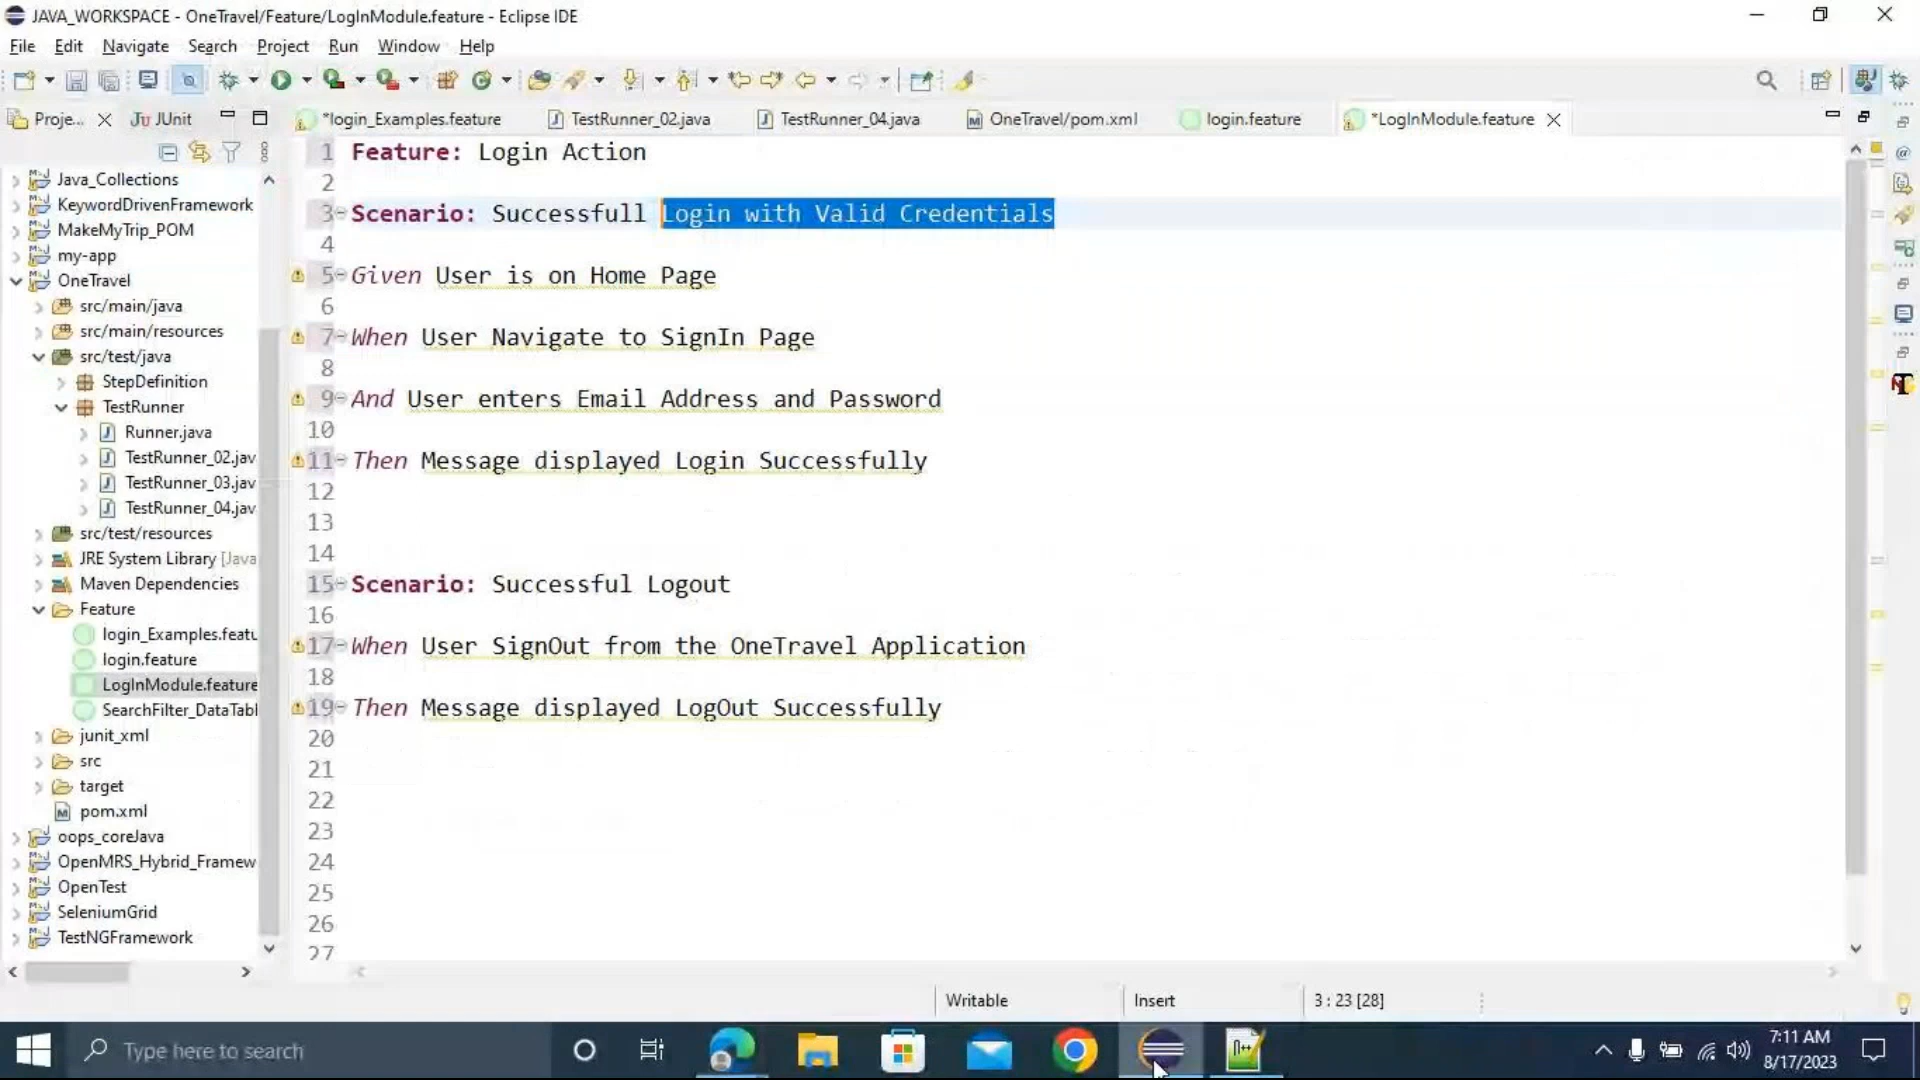 JAVA_WORKSPACE - OneTravel/Feature/LogInModule.feature - Eclipse IDE
File Edit Navigate Search Project Run Window Help
Proje... JUnit *login_Examples.feature TestRunner_02.java TestRunner_04.java OneTravel/pom.xml login.feature *LogInModule.feature
Java_Collections
KeywordDrivenFramework
MakeMyTrip_POM
my-app
OneTravel
src/main/java
src/main/resources
src/test/java
StepDefinition
TestRunner
Runner.java
TestRunner_02.jav
TestRunner_03.jav
TestRunner_04.jav
src/test/resources
JRE System Library [Java
Maven Dependencies
Feature
login_Examples.featu
login.feature
LogInModule.feature
SearchFilter_DataTabl
junit_xml
src
target
pom.xml
oops_coreJava
OpenMRS_Hybrid_Framew
OpenTest
SeleniumGrid
TestNGFramework
1 Feature: Login Action
2
3 Scenario: Successfull Login with Valid Credentials
4
5 Given User is on Home Page
6
7 When User Navigate to SignIn Page
8
9 And User enters Email Address and Password
10
11 Then Message displayed Login Successfully
12
13
14
15 Scenario: Successful Logout
16
17 When User SignOut from the OneTravel Application
18
19 Then Message displayed LogOut Successfully
20
21
22
23
24
25
26
27
Writable Insert 3 : 23 [28]
Type here to search
7:11 AM
8/17/2023